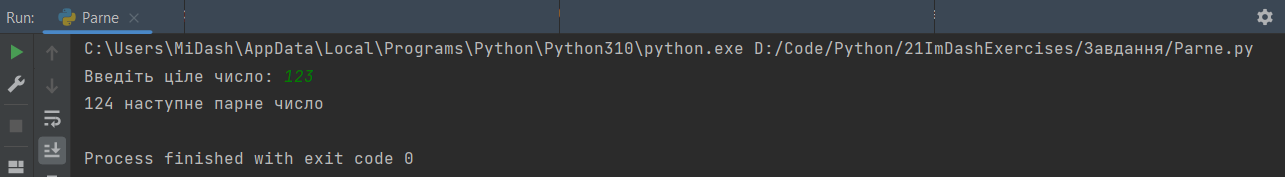 Run: Parne
C:\Users\MiDash\AppData\Local\Programs\Python\Python310\python.exe D:/Code/Python/21ImDashExercises/Завдання/Parne.py
Введіть ціле число: 123
124 наступне парне число
Process finished with exit code 0